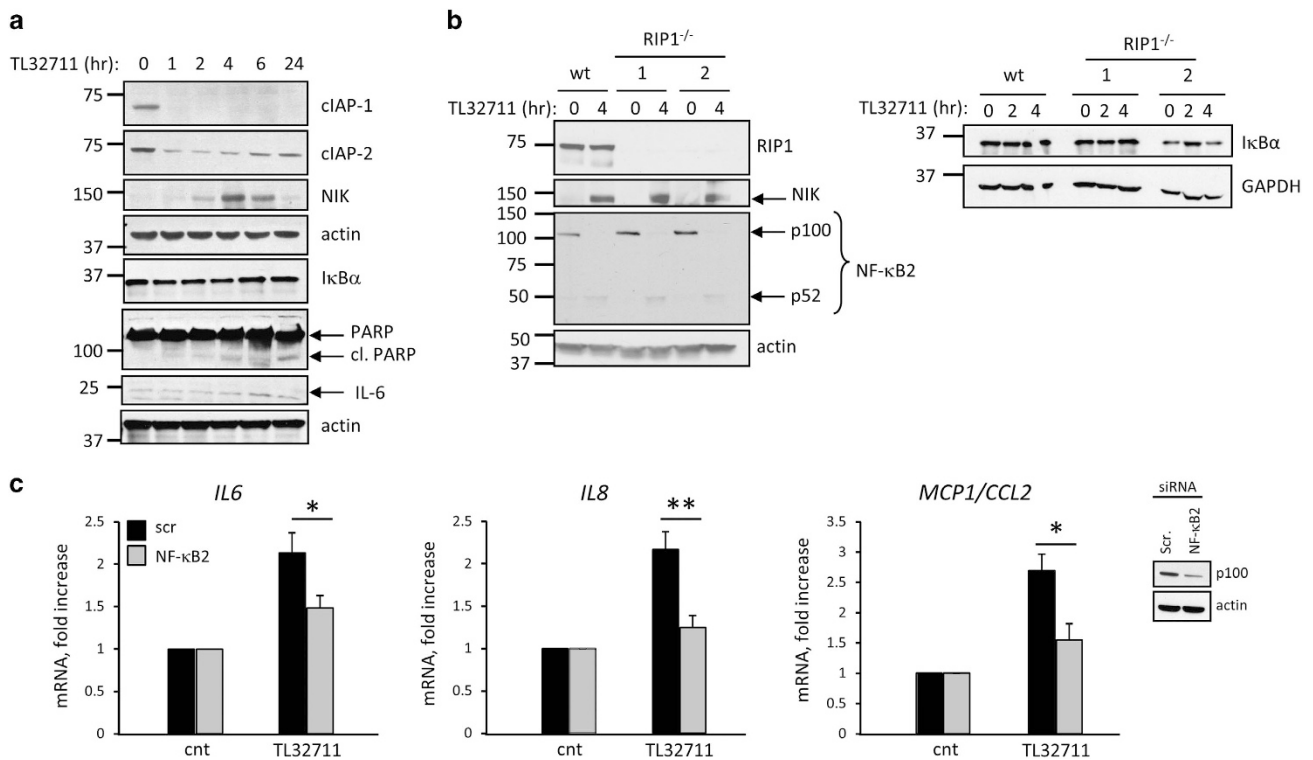 a
TL32711 (hr): 0 1 2 4 6 24
75 cIAP-1
75 cIAP-2
150 NIK
actin
37
37 IκBα
PARP
100 cl. PARP
25 IL-6
actin
37
b
RIP1-/-
wt 1 2
TL32711 (hr): 0 4 0 4 0 4
75 RIP1
150 NIK
150
100 p100
75
NF-κB2
50 p52
50 actin
37
RIP1-/-
wt 1 2
TL32711 (hr): 0 2 4 0 2 4 0 2 4
37 IκBα
37 GAPDH
c
IL6
scr
NF-κB2
*
mRNA, fold increase
2.5
2
1.5
1
0.5
0
cnt TL32711
IL8
**
mRNA, fold increase
2.5
2
1.5
1
0.5
0
cnt TL32711
MCP1/CCL2
*
mRNA, fold increase
3.5
3
2.5
2
1.5
1
0.5
0
cnt TL32711
siRNA
Scr.
NF-κB2
p100
actin